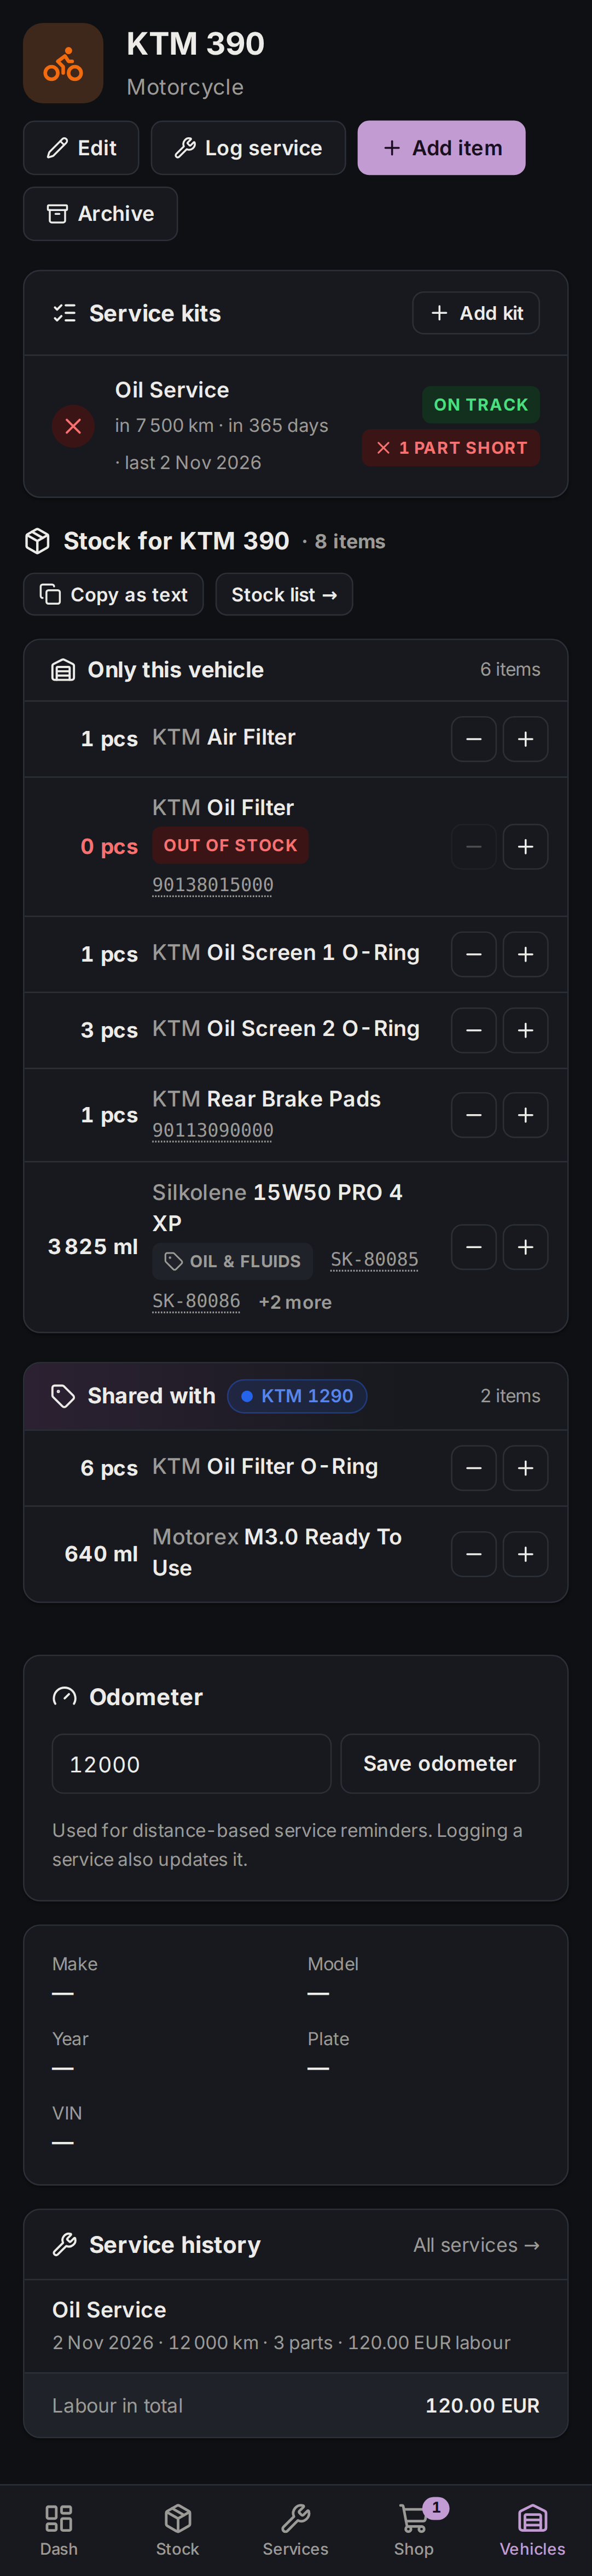 KTM 390
Motorcycle
Edit
Log service
Add item
Archive
Service kits
Add kit
Oil Service
in 7 500 km · in 365 days
· last 2 Nov 2026
ON TRACK
1 PART SHORT
Stock for KTM 390 · 8 items
Copy as text
Stock list →
Only this vehicle
6 items
1 pcs
KTM Air Filter
0 pcs
KTM Oil Filter
OUT OF STOCK
90138015000
1 pcs
KTM Oil Screen 1 O-Ring
3 pcs
KTM Oil Screen 2 O-Ring
1 pcs
KTM Rear Brake Pads
90113090000
3 825 ml
Silkolene 15W50 PRO 4
XP
OIL & FLUIDS
SK-80085
SK-80086
+2 more
Shared with
KTM 1290
2 items
6 pcs
KTM Oil Filter O-Ring
640 ml
Motorex M3.0 Ready To
Use
Odometer
12000
Save odometer
Used for distance-based service reminders. Logging a
service also updates it.
Make
—
Model
—
Year
—
Plate
—
VIN
—
Service history
All services →
Oil Service
2 Nov 2026 · 12 000 km · 3 parts · 120.00 EUR labour
Labour in total
120.00 EUR
1
Dash
Stock
Services
Shop
Vehicles